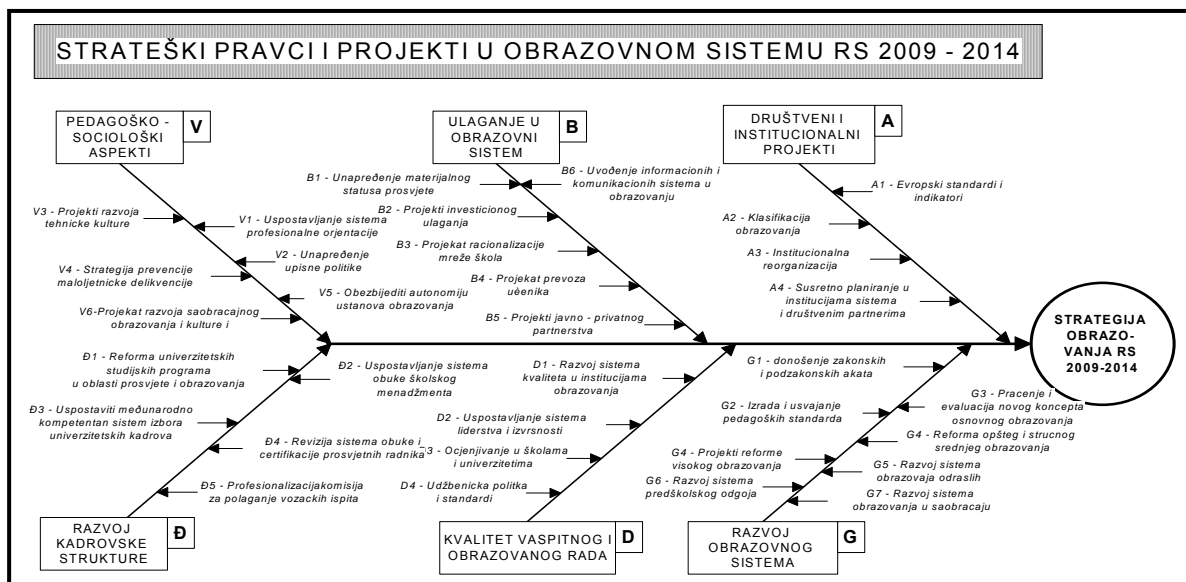 STRATEŠKI PRAVCI I PROJEKTI U OBRAZOVNOM SISTEMU RS 2009 - 2014
PEDAGOŠKO -
SOCIOLOŠKI
ASPEKTI
V
ULAGANJE U
OBRAZOVNI
SISTEM
B
DRUŠTVENI I
INSTITUCIONALNI
PROJEKTI
A
V3 - Projekti razvoja
tehnicke kulture
V1 - Uspostavljanje sistema
profesionalne orjentacije
V2 - Unapređenje
upisne politike
V4 - Strategija prevencije
maloljetnicke delikvencije
V5 - Obezbijediti autonomiju
ustanova obrazovanja
V6-Projekat razvoja saobracajnog
obrazovanja i kulture i
B1 - Unapređenje materijalnog
statusa prosvjete
B6 - Uvođenje informacionih i
komunikacionih sistema u
obrazovanju
B2 - Projekti investicionog
ulaganja
B3 - Projekat racionalizacije
mreže škola
B4 - Projekat prevoza
uèenika
B5 - Projekti javno - privatnog
partnerstva
A1 - Evropski standardi i
indikatori
A2 - Klasifikacija
obrazovanja
A3 - Institucionalna
reorganizacija
A4 - Susretno planiranje u
institucijama sistema
i društvenim partnerima
STRATEGIJA
OBRAZO-
VANJA RS
2009-2014
Đ1 - Reforma univerzitetskih
studijskih programa
u oblasti prosvjete i obrazovanja
Đ2 - Uspostavljanje sistema
obuke školskog
menadžmenta
Đ3 - Uspostaviti međunarodno
kompetentan sistem izbora
univerzitetskih kadrova
Đ4 - Revizija sistema obuke i
certifikacije prosvjetnih radnika
Đ5 - Profesionalizacijakomisija
za polaganje vozackih ispita
D1 - Razvoj sistema
kvaliteta u institucijama
obrazovanja
D2 - Uspostavljanje sistema
liderstva i izvrsnosti
3 - Ocjenjivanje u školama
i univerzitetima
D4 - Udžbenicka politka
i standardi
G1 - donošenje zakonskih
i podzakonskih akata
G3 - Pracenje i
evaluacija novog koncepta
osnovnog obrazovanja
G2 - Izrada i usvajanje
pedagoških standarda
G4 - Reforma opšteg i strucnog
srednjeg obrazovanja
G4 - Projekti reforme
visokog obrazovanja
G5 - Razvoj sistema
obrazovaja odraslih
G6 - Razvoj sistema
predškolskog odgoja
G7 - Razvoj sistema
obrazovanja u saobracaju
RAZVOJ
KADROVSKE
STRUKTURE
Đ
KVALITET VASPITNOG I
OBRAZOVANOG RADA
D
RAZVOJ
OBRAZOVNOG
SISTEMA
G